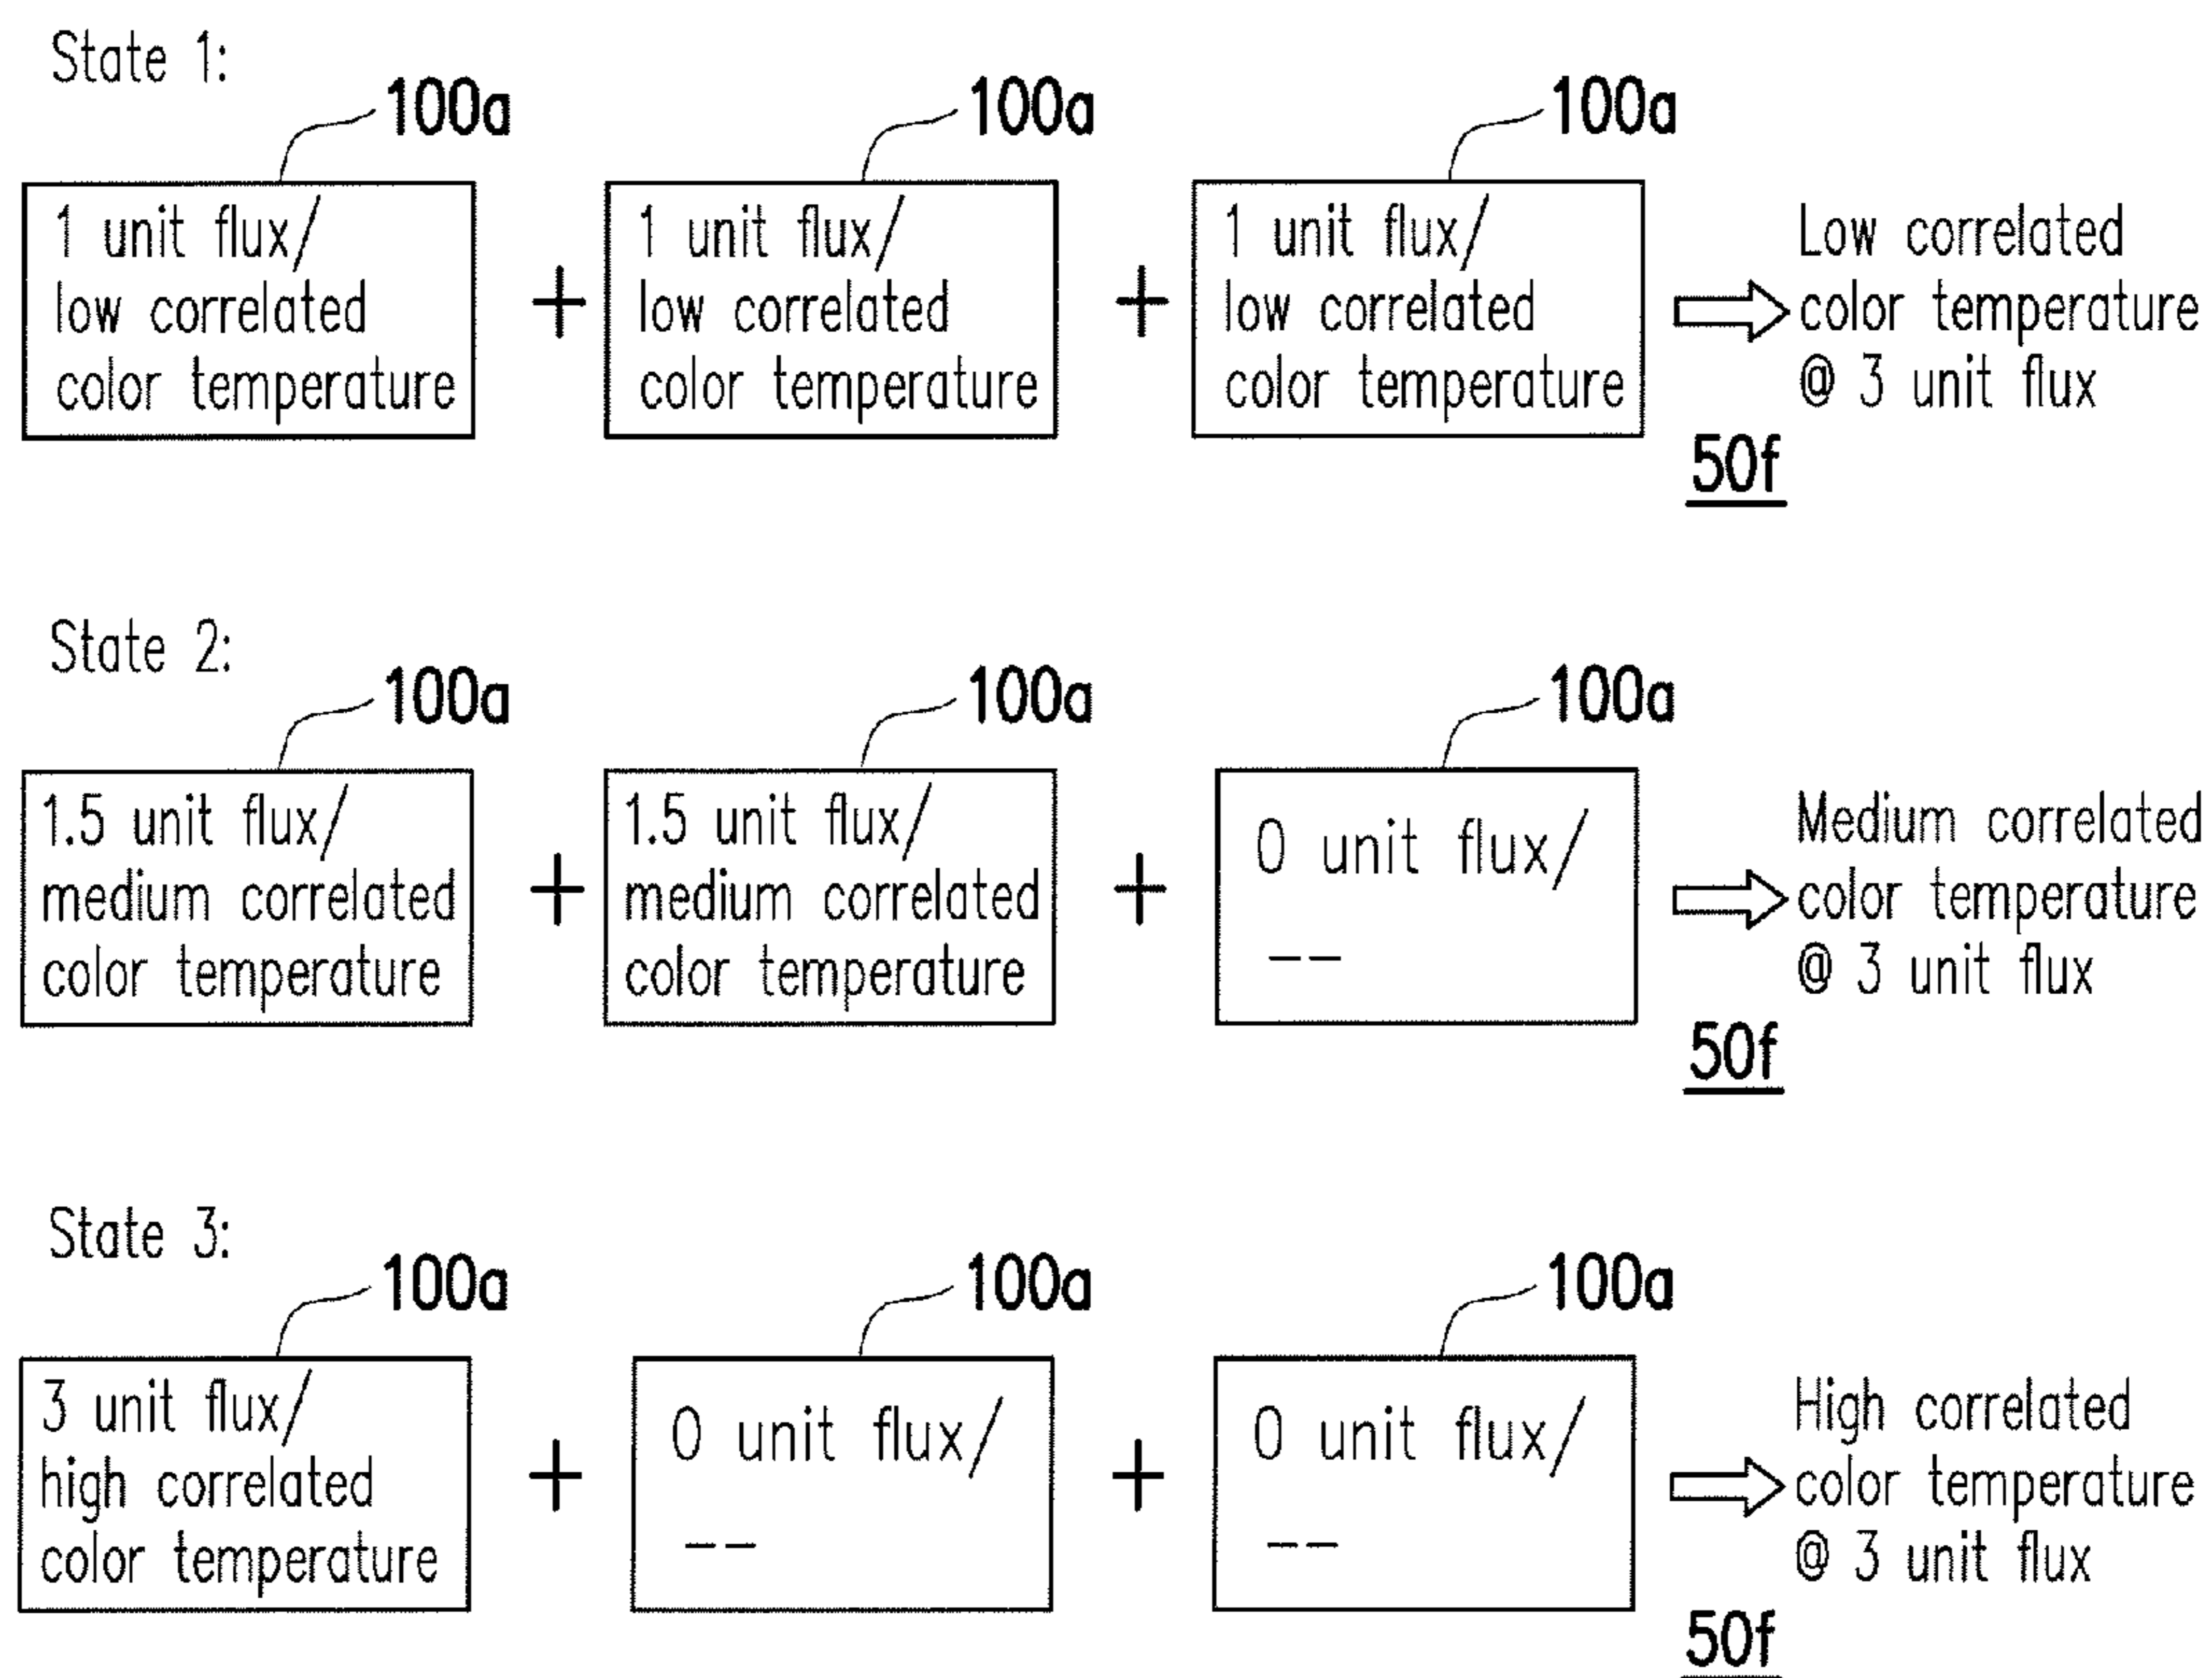 State 1:
100a
100a
100a
1 unit flux/
low correlated
color temperature
+
1 unit flux/
low correlated
color temperature
+
1 unit flux/
low correlated
color temperature
Low correlated
color temperature
@ 3 unit flux
50f
State 2:
100a
100a
100a
1.5 unit flux/
medium correlated
color temperature
+
1.5 unit flux/
medium correlated
color temperature
+
0 unit flux/
--
Medium correlated
color temperature
@ 3 unit flux
50f
State 3:
100a
100a
100a
3 unit flux/
high correlated
color temperature
+
0 unit flux/
--
+
0 unit flux/
--
High correlated
color temperature
@ 3 unit flux
50f